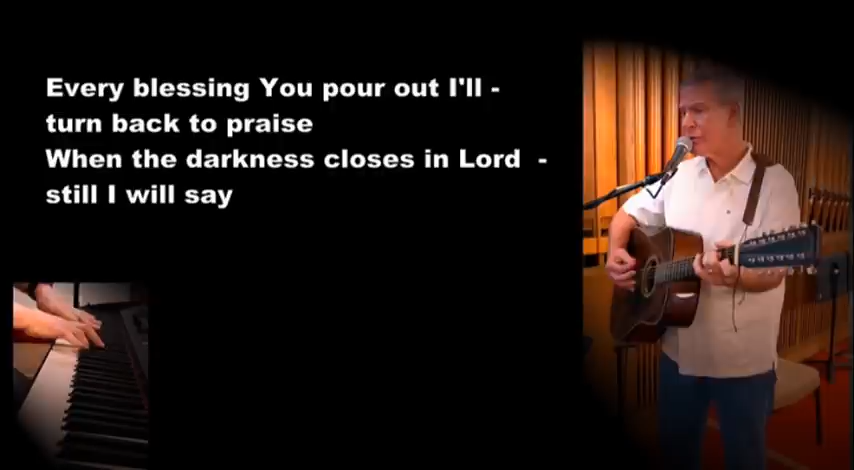 Every blessing You pour out I'll -
turn back to praise
When the darkness closes in Lord -
still I will say